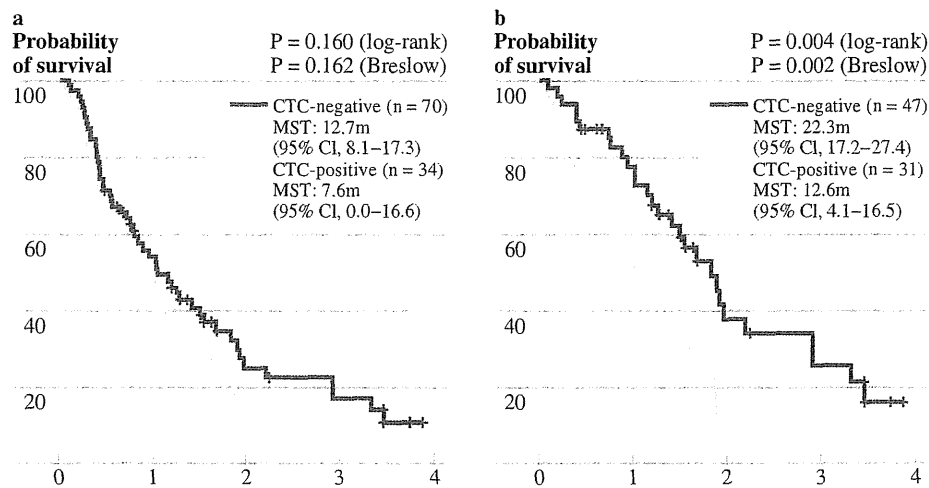 a
Probability
of survival
P = 0.160 (log-rank)
P = 0.162 (Breslow)
100
80
60
40
20
CTC-negative (n = 70)
MST: 12.7m
(95% CI, 8.1–17.3)
CTC-positive (n = 34)
MST: 7.6m
(95% CI, 0.0–16.6)
0 1 2 3 4
b
Probability
of survival
P = 0.004 (log-rank)
P = 0.002 (Breslow)
100
80
60
40
20
CTC-negative (n = 47)
MST: 22.3m
(95% CI, 17.2–27.4)
CTC-positive (n = 31)
MST: 12.6m
(95% CI, 4.1–16.5)
0 1 2 3 4